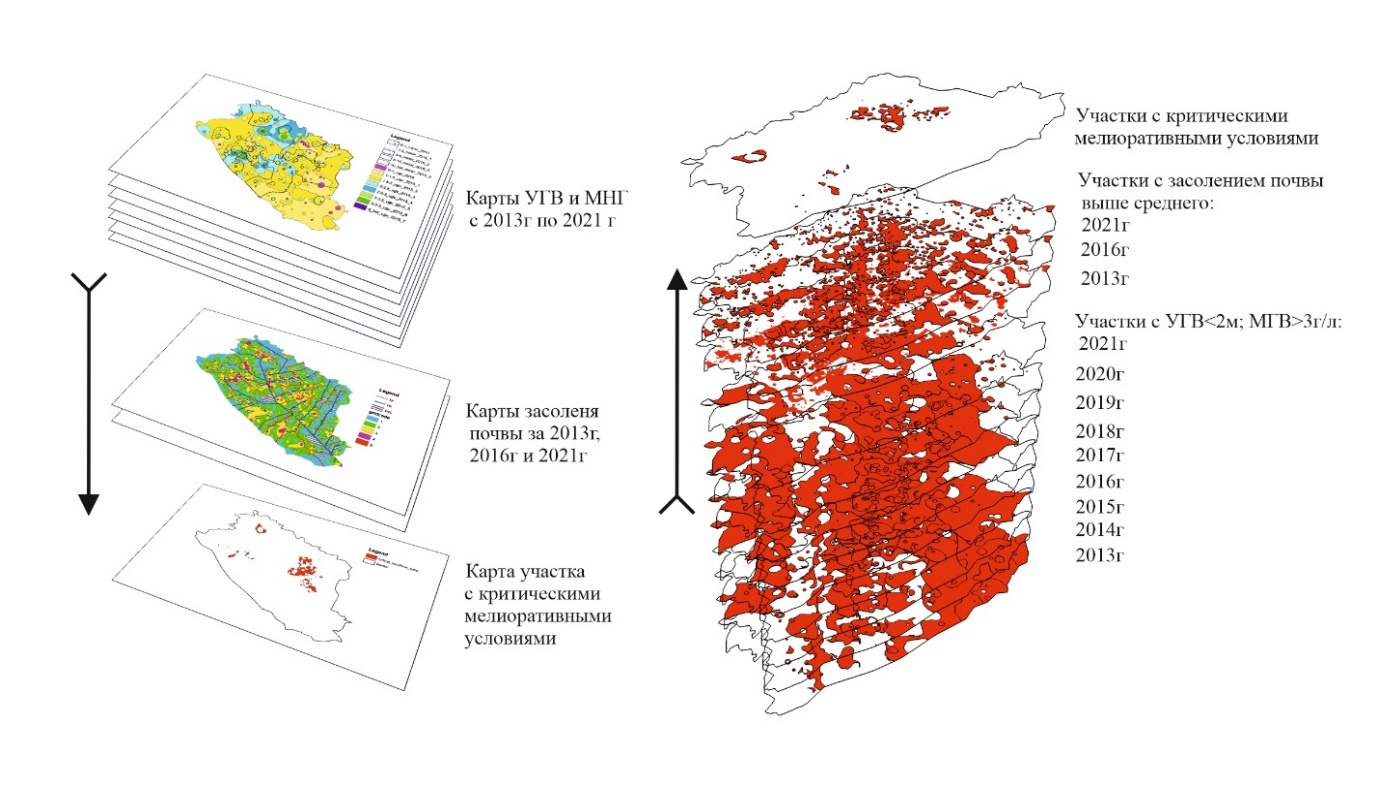 Legend
Карты УГВ и МНГ
с 2013г по 2021 г
Legend
Карты засоленя
почвы за 2013г,
2016г и 2021г
Legend
Карта участка
с критическими
мелиоративными
условиями
Участки с критическими
мелиоративными условиями
Участки с засолением почвы
выше среднего:
2021г
2016г
2013г
Участки с УГВ<2м; МГВ>3г/л:
2021г
2020г
2019г
2018г
2017г
2016г
2015г
2014г
2013г